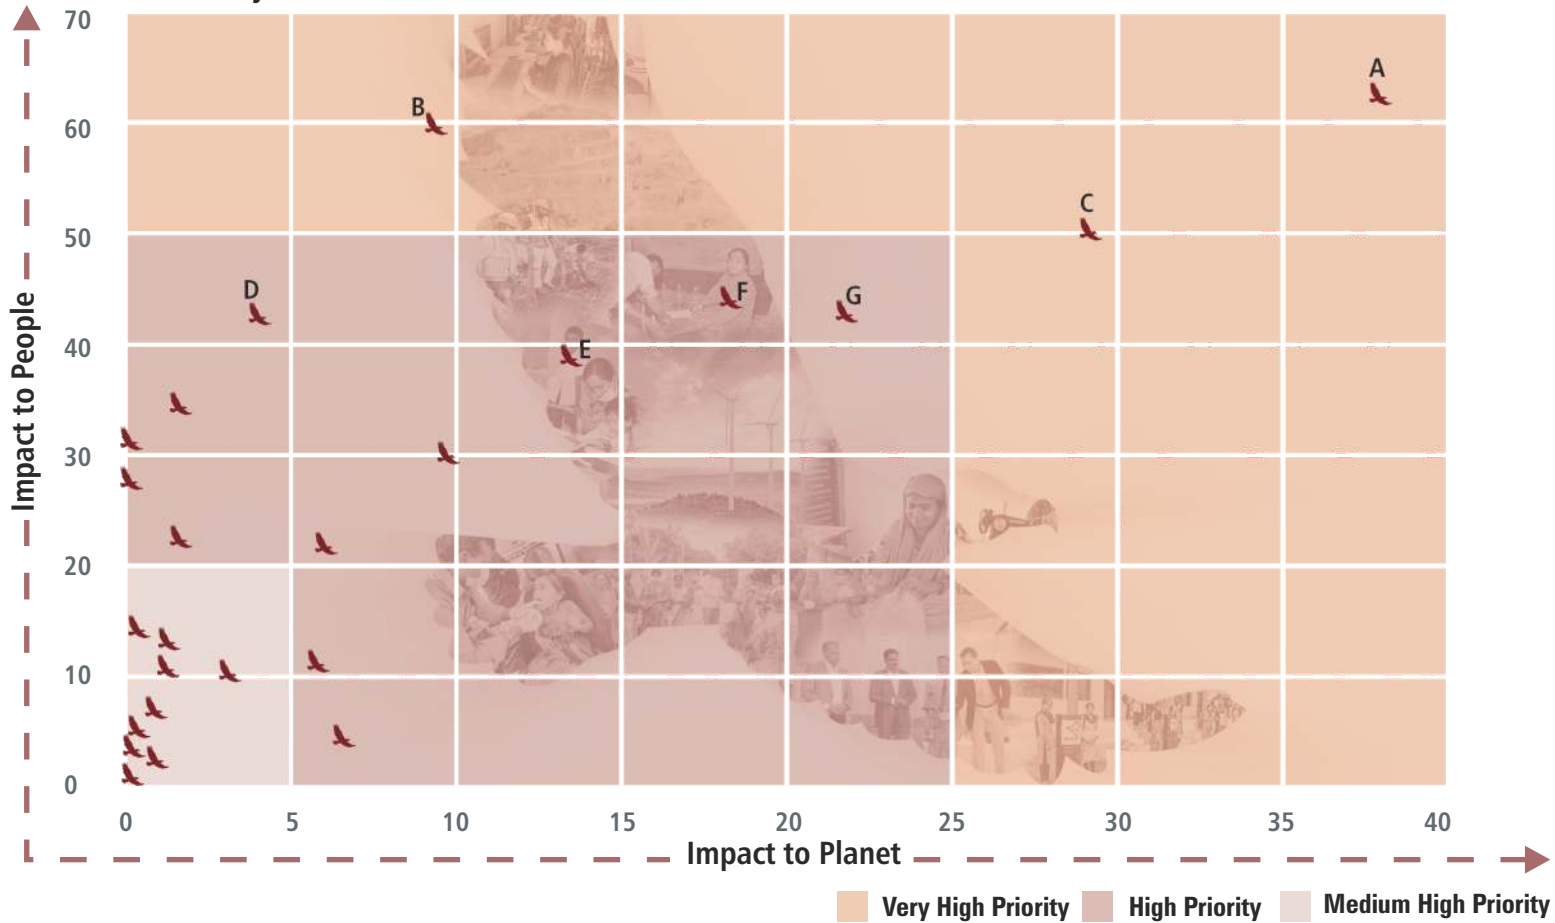 70
60
50
40
30
20
10
0
Impact to People
A
B
C
D
E
F
G
0 5 10 15 20 25 30 35 40
Impact to Planet
Very High Priority High Priority Medium High Priority